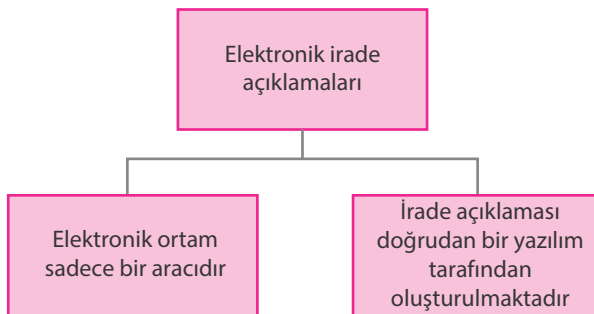 Elektronik irade
açıklamaları
Elektronik ortam
sadece bir aracıdır
İrade açıklaması
doğrudan bir yazılım
tarafından
oluşturulmaktadır